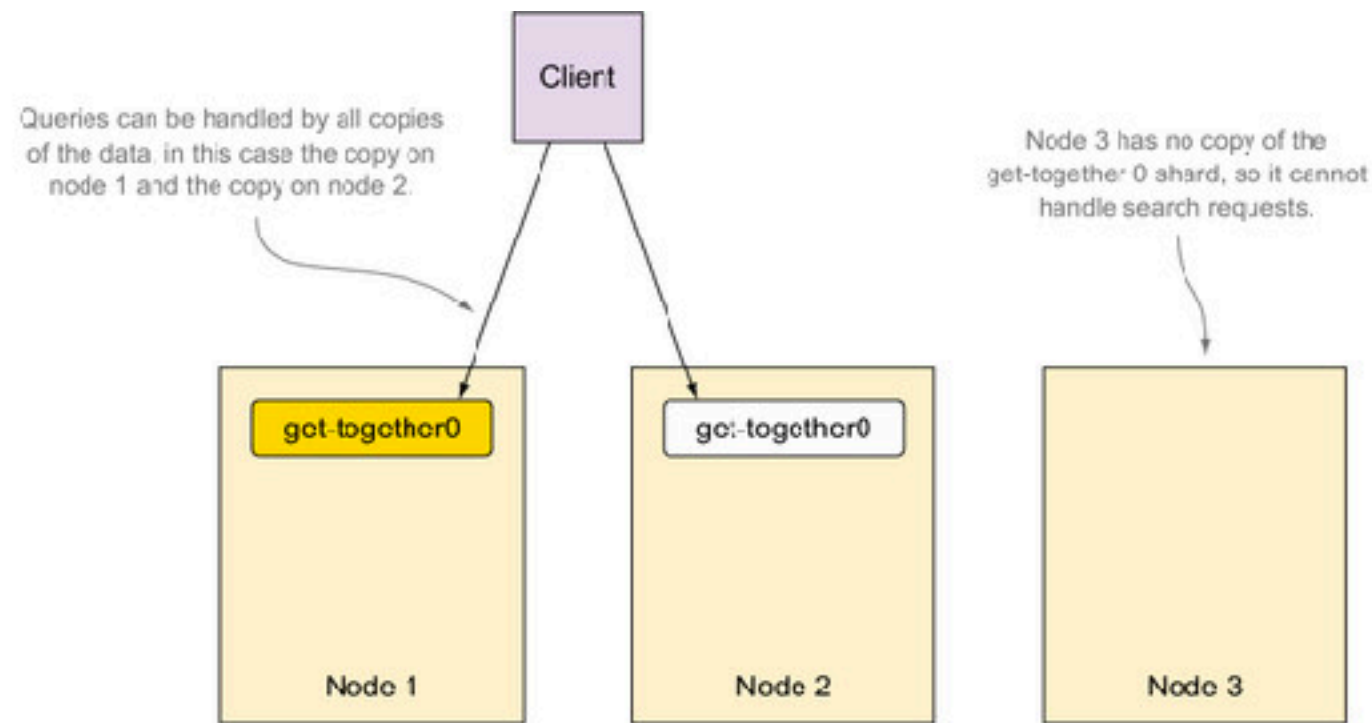 Client
Queries can be handled by all copies
of the data, in this case the copy on
node 1 and the copy on node 2.
Node 3 has no copy of the
get-together 0 shard, so it cannot
handle search requests.
get-together0
get-together0
Node 1
Node 2
Node 3